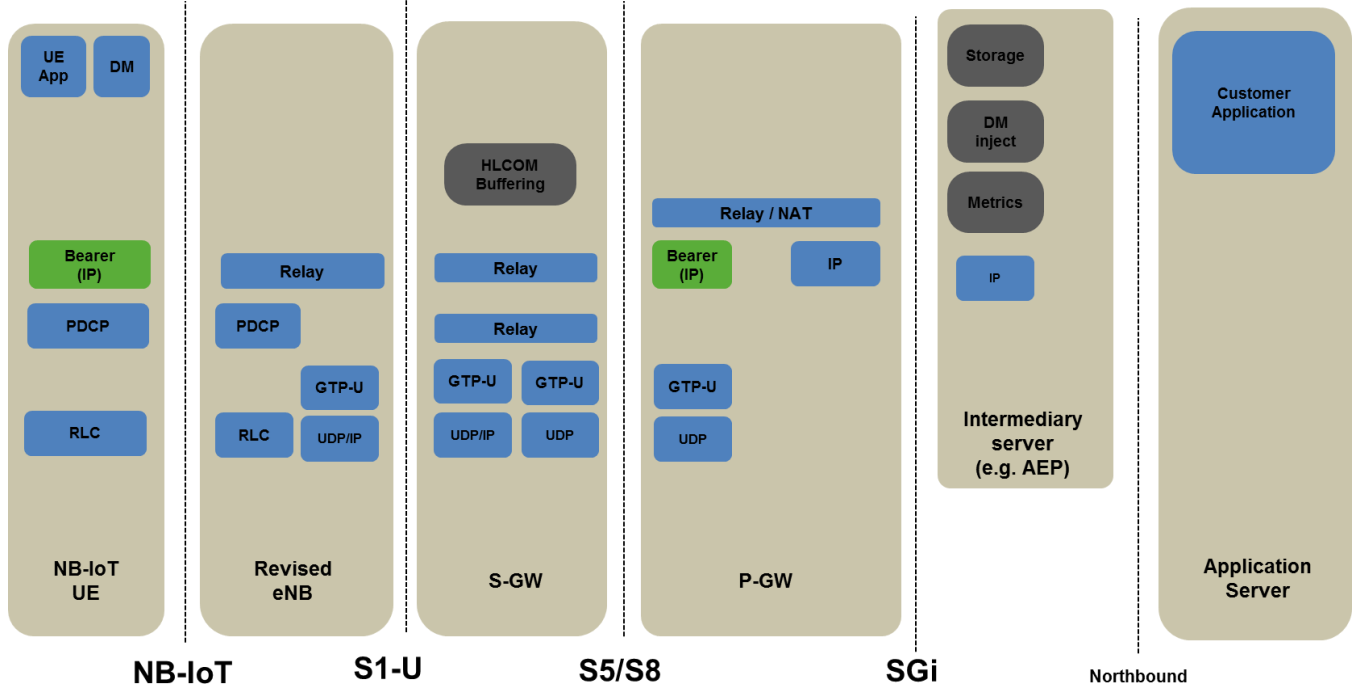 UE
App
DM
Bearer
(IP)
PDCP
RLC
NB-IoT
UE
Relay
PDCP
GTP-U
RLC
UDP/IP
Revised
eNB
HLCOM
Buffering
Relay
Relay
GTP-U
GTP-U
UDP/IP
UDP
S-GW
Relay / NAT
Bearer
(IP)
IP
GTP-U
UDP
P-GW
Storage
DM
inject
Metrics
IP
Intermediary
server
(e.g. AEP)
Customer
Application
Application
Server
NB-IoT
S1-U
S5/S8
SGi
Northbound